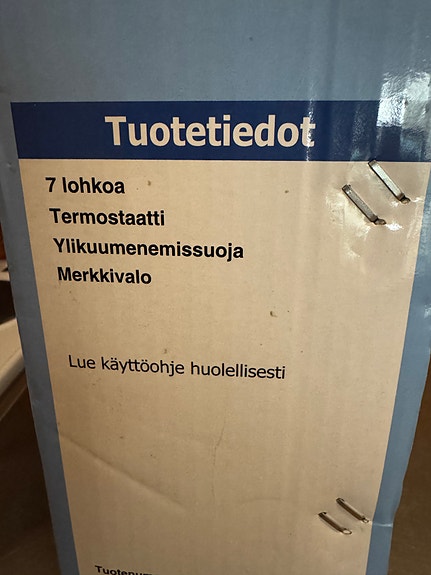 Tuotetiedot
7 lohkoa
Termostaatti
Ylikuumenemissuoja
Merkkivalo
Lue käyttöohje huolellisesti